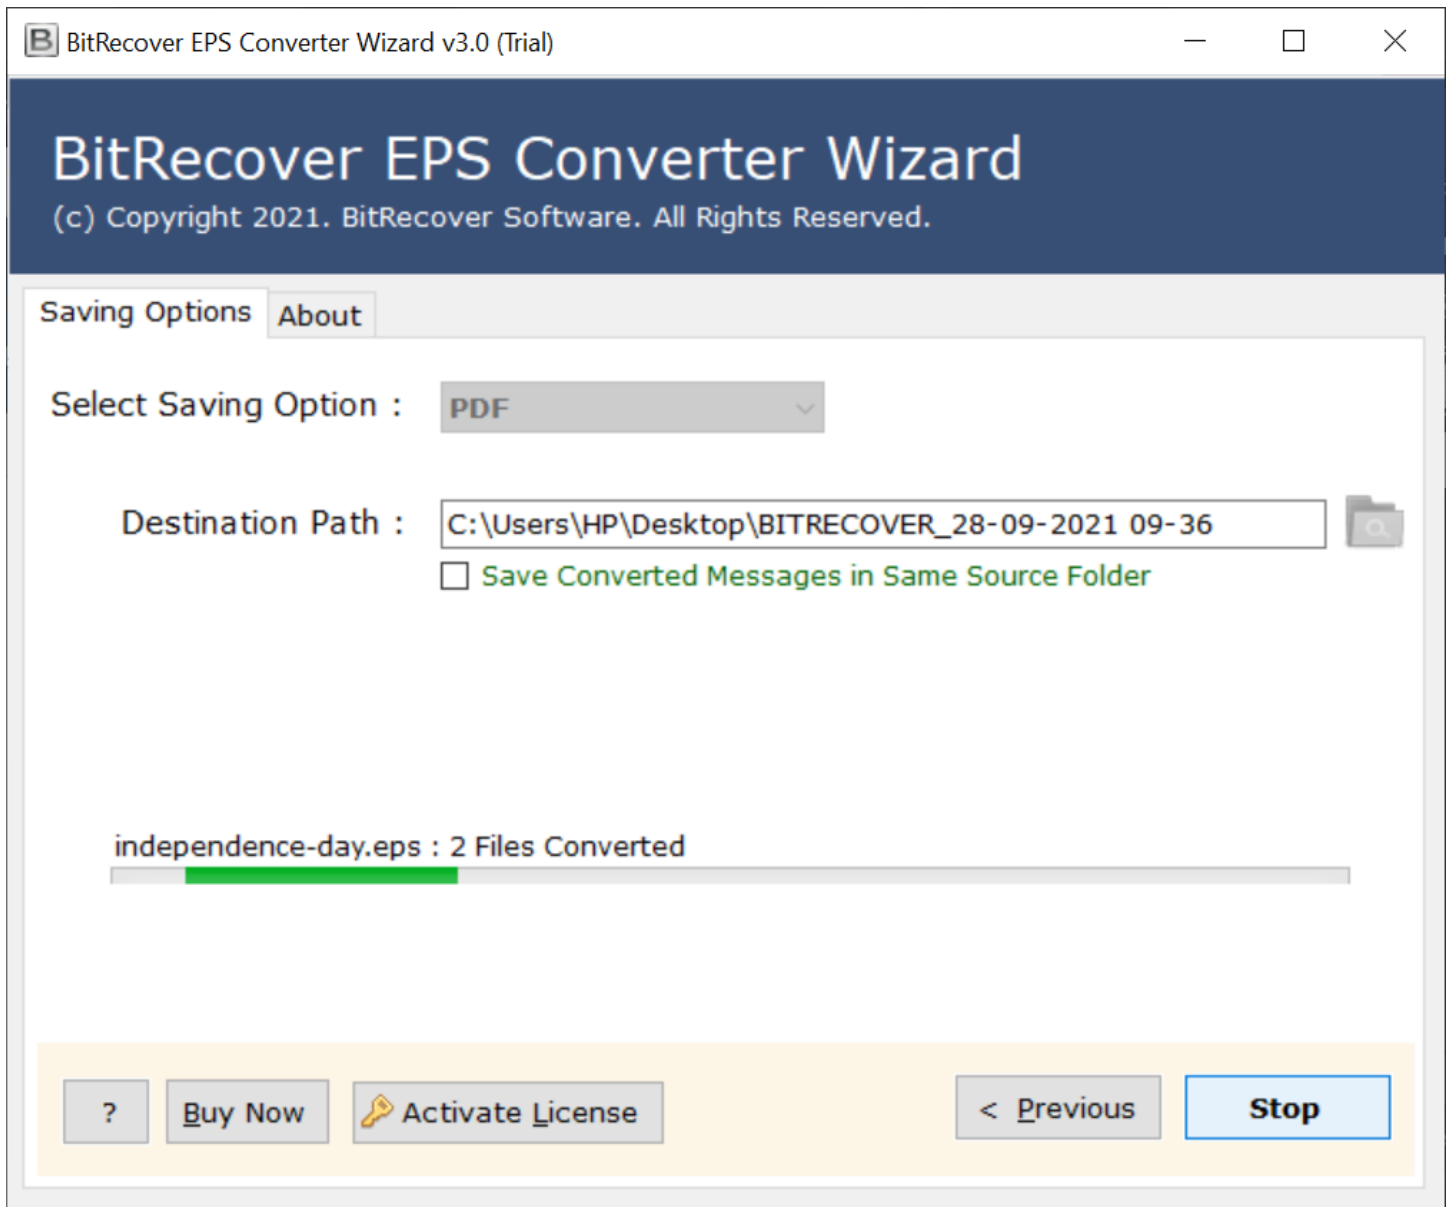 B BitRecover EPS Converter Wizard v3.0 (Trial)
BitRecover EPS Converter Wizard
(c) Copyright 2021. BitRecover Software. All Rights Reserved.
Saving Options About
Select Saving Option : PDF
Destination Path : C:\Users\HP\Desktop\BITRECOVER_28-09-2021 09-36
Save Converted Messages in Same Source Folder
independence-day.eps : 2 Files Converted
? Buy Now Activate License < Previous Stop